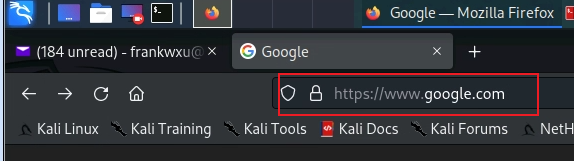 Google — Mozilla Firefox
(184 unread) - frankwxu@
Google
https://www.google.com
Kali Linux
Kali Training
Kali Tools
Kali Docs
Kali Forums
NetH